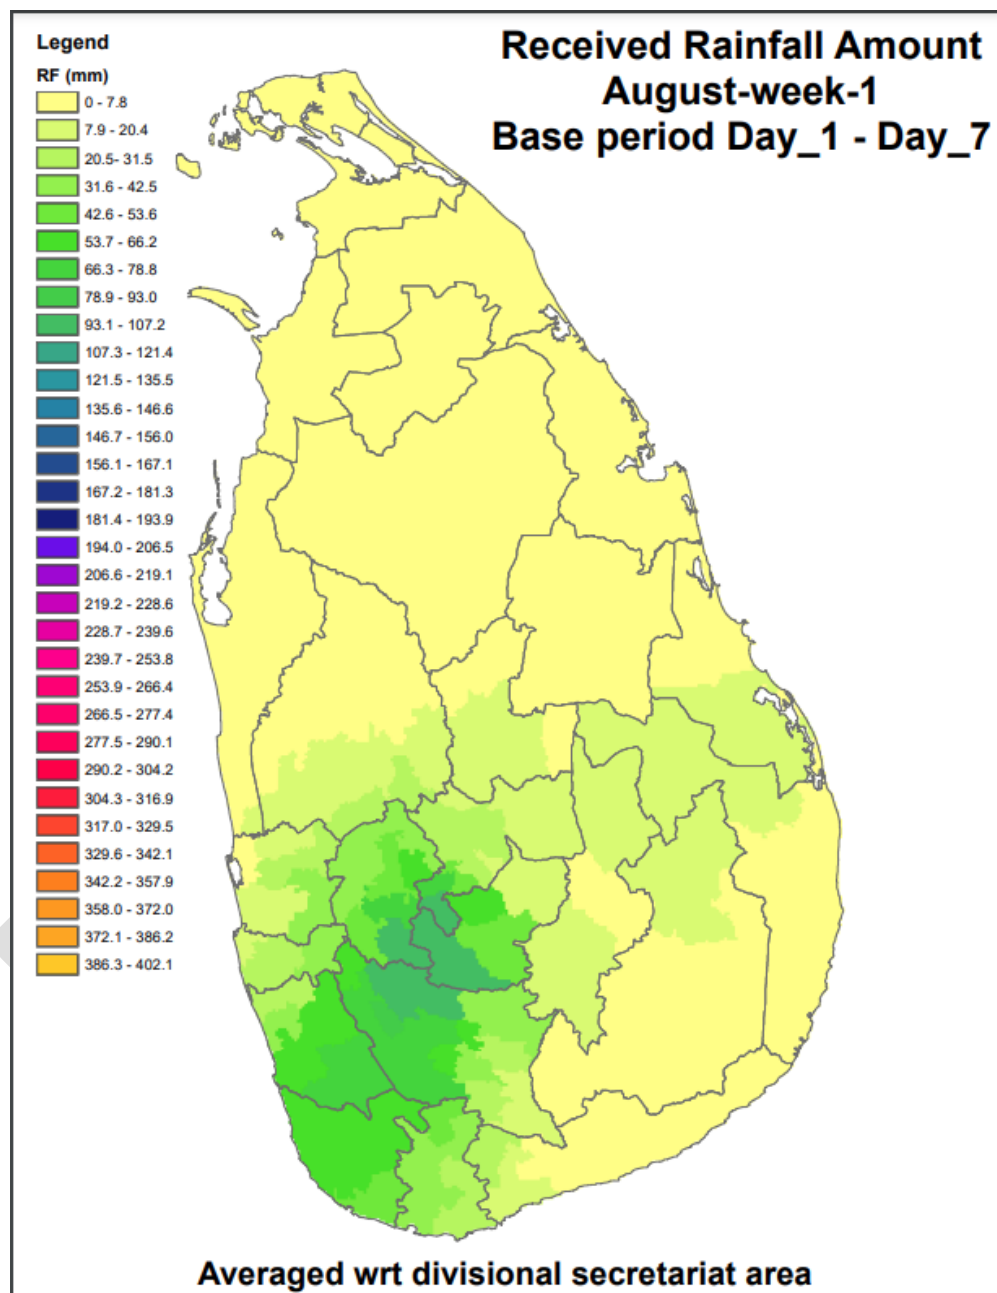 Legend
RF (mm)
0 - 7.8
7.9 - 20.4
20.5- 31.5
31.6 - 42.5
42.6 - 53.6
53.7 - 66.2
66.3 - 78.8
78.9 - 93.0
93.1 - 107.2
107.3 - 121.4
121.5 - 135.5
135.6 - 146.6
146.7 - 156.0
156.1 - 167.1
167.2 - 181.3
181.4 - 193.9
194.0 - 206.5
206.6 - 219.1
219.2 - 228.6
228.7 - 239.6
239.7 - 253.8
253.9 - 266.4
266.5 - 277.4
277.5 - 290.1
290.2 - 304.2
304.3 - 316.9
317.0 - 329.5
329.6 - 342.1
342.2 - 357.9
358.0 - 372.0
372.1 - 386.2
386.3 - 402.1
Received Rainfall Amount
August-week-1
Base period Day_1 - Day_7
Averaged wrt divisional secretariat area